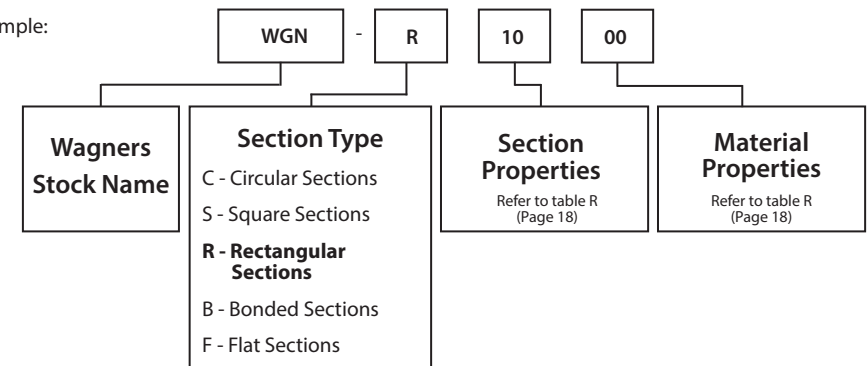 mple:
WGN - R 10 00
Wagners
Stock Name
Section Type
C - Circular Sections
S - Square Sections
R - Rectangular
Sections
B - Bonded Sections
F - Flat Sections
Section
Properties
Refer to table R
(Page 18)
Material
Properties
Refer to table R
(Page 18)